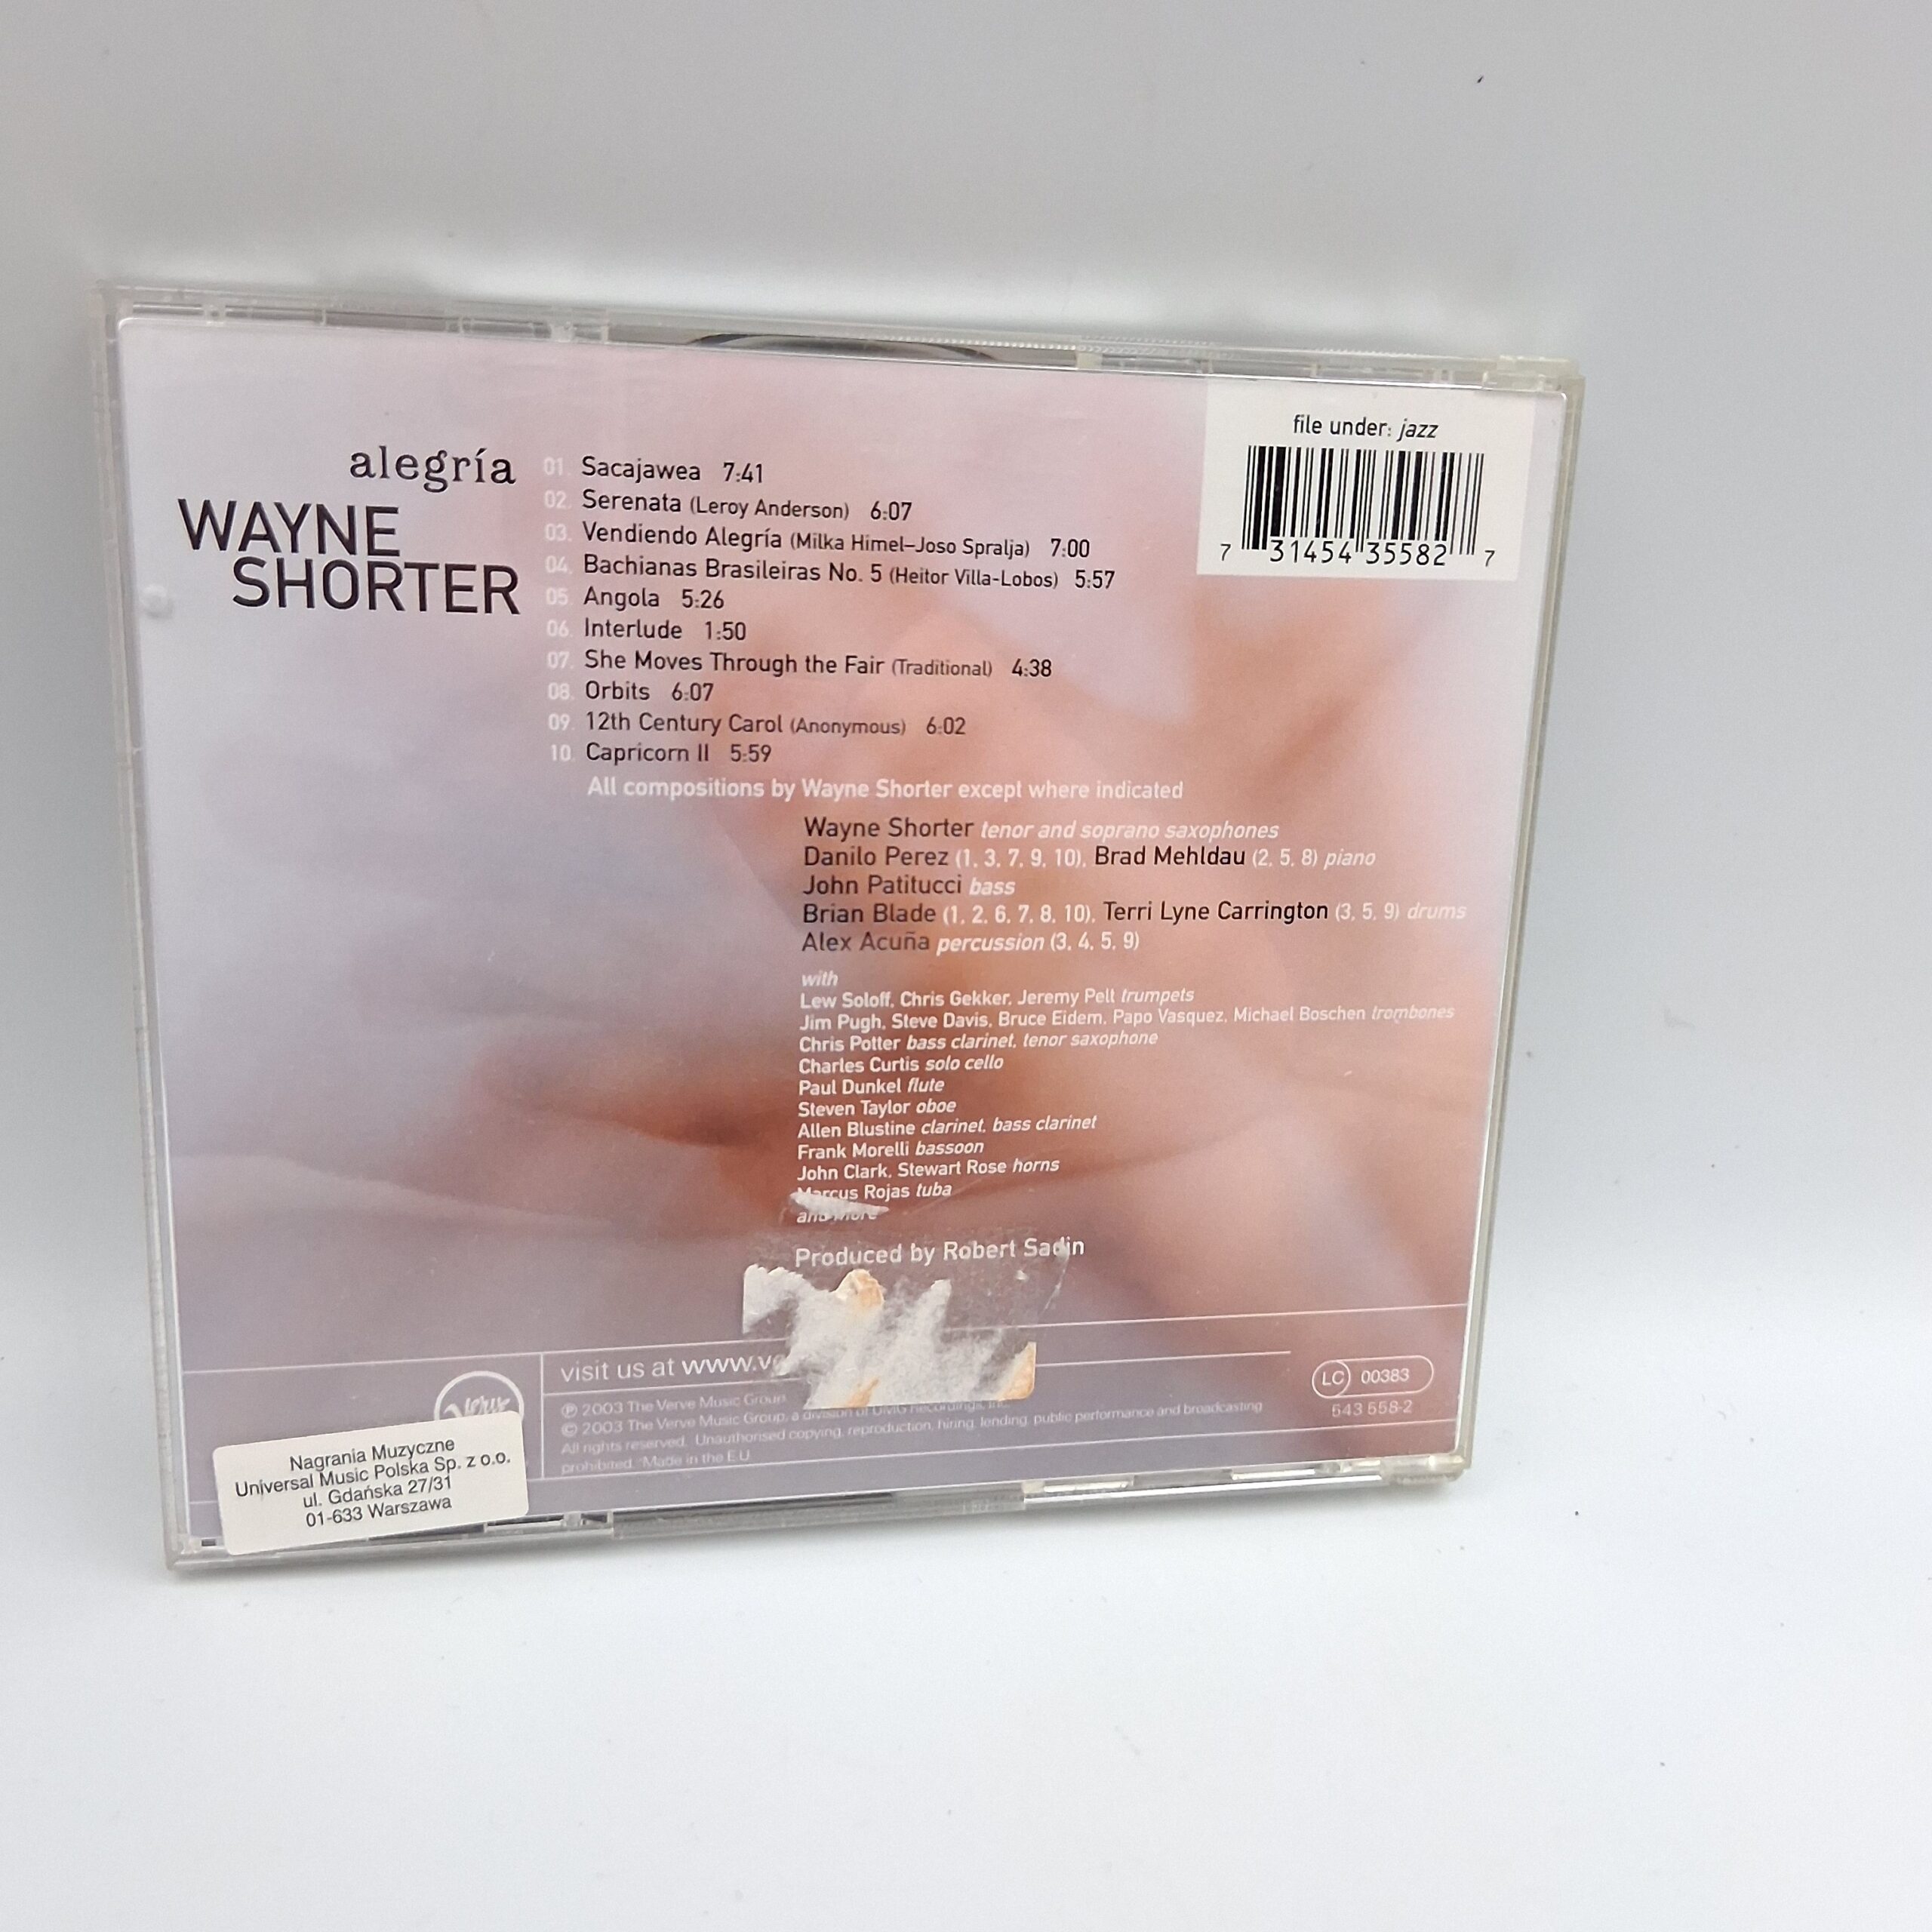 alegría
WAYNE
SHORTER
01. Sacajawea 7:41
02. Serenata (Leroy Anderson) 6:07
03. Vendiendo Alegría (Milka Himel–Joso Spralja) 7:00
04. Bachianas Brasileiras No. 5 (Heitor Villa-Lobos) 5:57
05. Angola 5:26
06. Interlude 1:50
07. She Moves Through the Fair (Traditional) 4:38
08. Orbits 6:07
09. 12th Century Carol (Anonymous) 6:02
10. Capricorn II 5:59
All compositions by Wayne Shorter except where indicated
file under: jazz
7 31454 35582 7
Wayne Shorter tenor and soprano saxophones
Danilo Perez (1, 3, 7, 9, 10), Brad Mehldau (2, 5, 8) piano
John Patitucci bass
Brian Blade (1, 2, 6, 7, 8, 10), Terri Lyne Carrington (3, 5, 9) drums
Alex Acuña percussion (3, 4, 5, 9)
with
Lew Soloff, Chris Gekker, Jeremy Pelt trumpets
Jim Pugh, Steve Davis, Bruce Eidem, Papo Vasquez, Michael Boschen trombones
Chris Potter bass clarinet, tenor saxophone
Charles Curtis solo cello
Paul Dunkel flute
Steven Taylor oboe
Allen Blustine clarinet, bass clarinet
Frank Morelli bassoon
John Clark, Stewart Rose horns
Marcus Rojas tuba
and more
Produced by Robert Sadin
verve
visit us at www.ve
℗ 2003 The Verve Music Group
© 2003 The Verve Music Group, a division of UMG Recordings, Inc.
All rights reserved. Unauthorised copying, reproduction, hiring, lending, public performance and broadcasting
prohibited. Made in the E.U.
LC 00383
543 558-2
Nagrania Muzyczne
Universal Music Polska Sp. z o.o.
ul. Gdańska 27/31
01-633 Warszawa